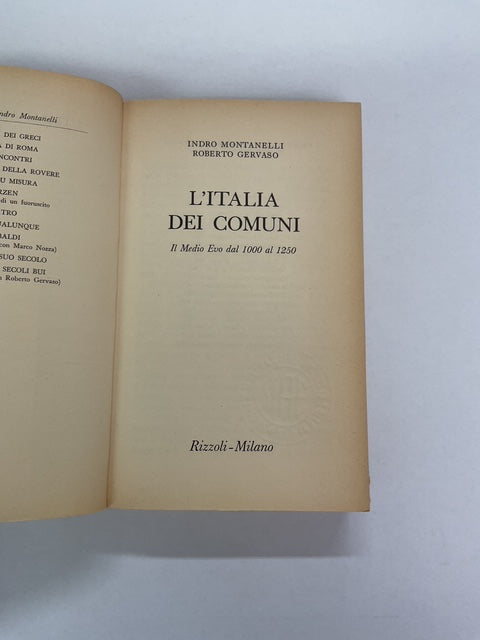 ndro Montanelli
DEI GRECI
A DI ROMA
NCONTRI
DELLA ROVERE
U MISURA
RZEN
di un fuoruscito
TRO
UALUNQUE
BALDI
con Marco Nozza)
SUO SECOLO
SECOLI BUI
n Roberto Gervaso)
INDRO MONTANELLI
ROBERTO GERVASO
L'ITALIA
DEI COMUNI
Il Medio Evo dal 1000 al 1250
Rizzoli-Milano